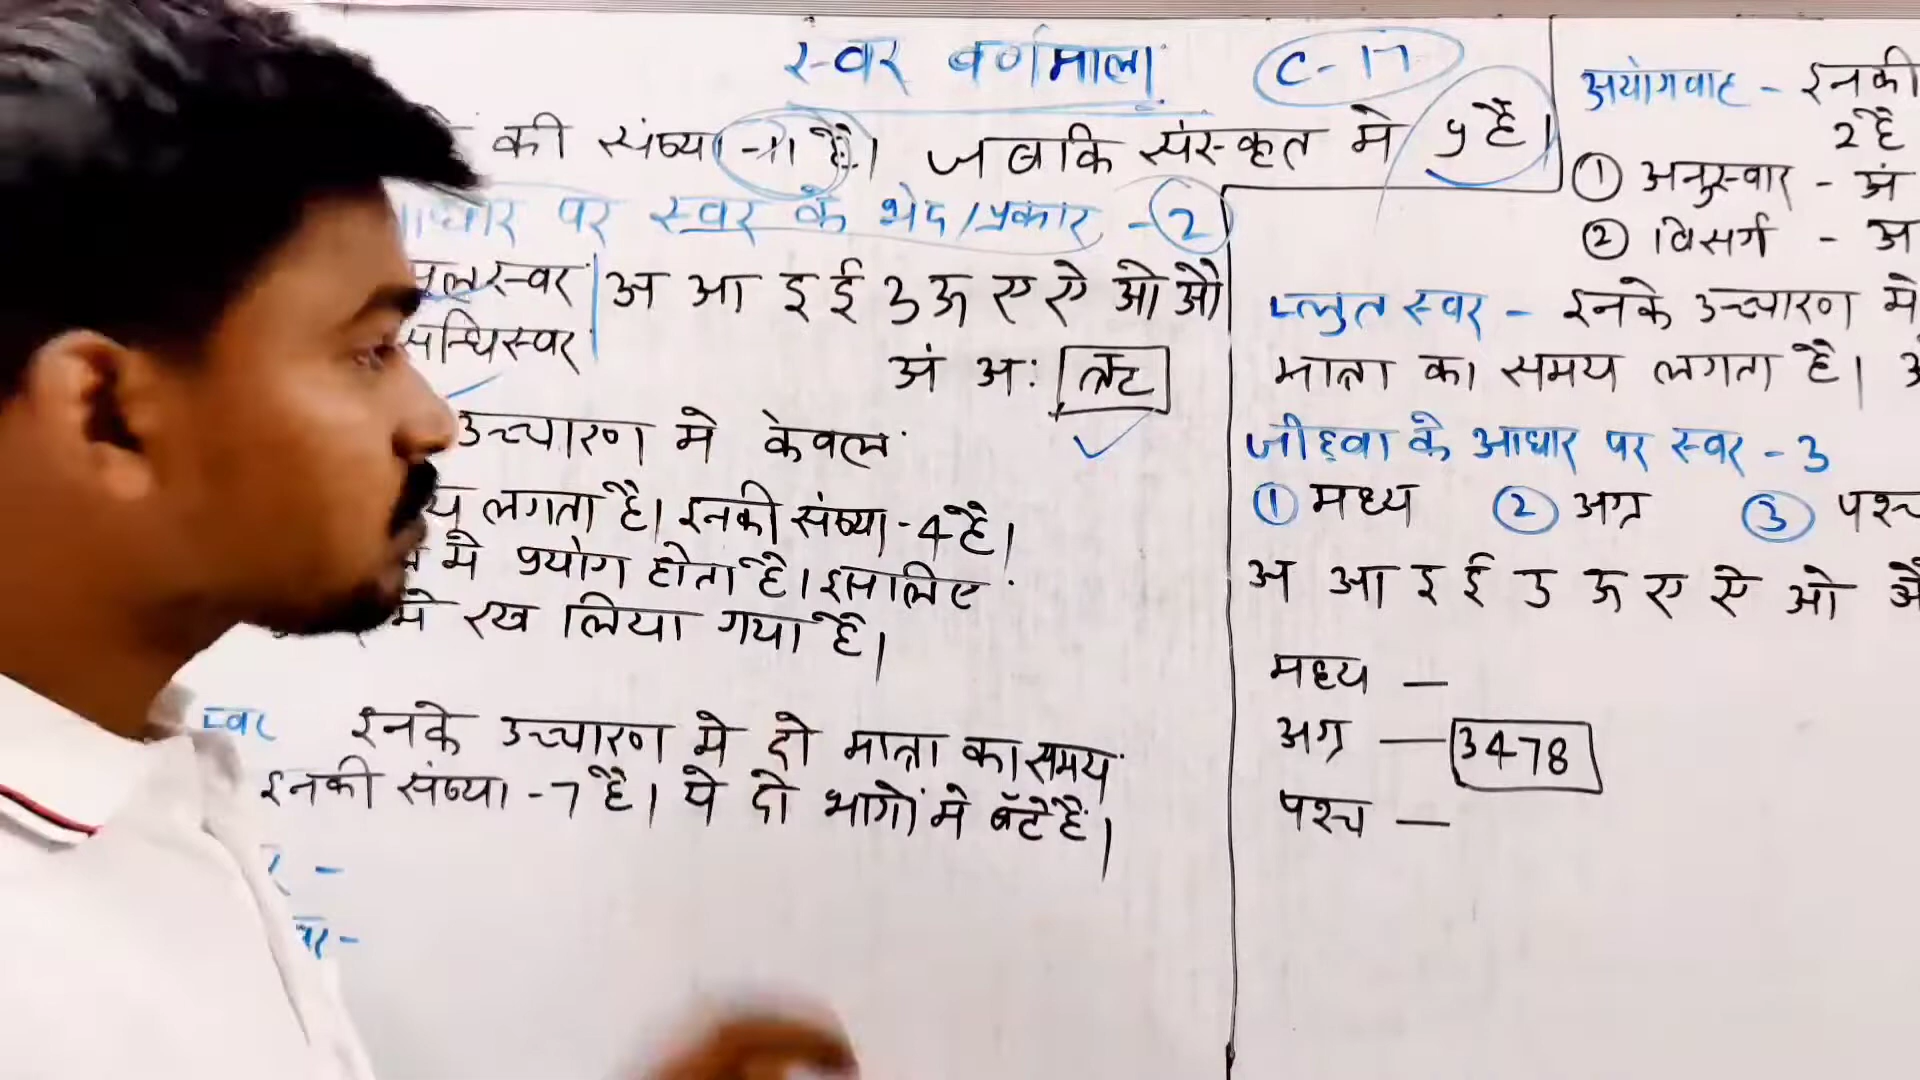 स्वर वर्णमाला C-17
की संख्या -11 है। जबकि संस्कृत मे 9 है।
आधार पर स्वर के भेद/प्रकार - 2
मूलस्वर
सन्धिस्वर
अ आ इ ई उ ऊ ए ऐ ओ औ
अं अः ऋ
उच्चारण मे केवल
लगता है। इनकी संख्या - 4 है।
मे प्रयोग होता है। इसलिए
मे रख लिया गया है।
स्वर इनके उच्चारण मे दो मात्रा का समय
इनकी संख्या - 7 है। ये दो भागों मे बँटे हैं।
अयोगवाह - इनकी
2 है
① अनुस्वार - अं
② विसर्ग - अ
प्लुत स्वर - इनके उच्चारण मे
मात्रा का समय लगता है।
जीह्वा के आधार पर स्वर - 3
① मध्य ② अग्र ③ पश्च
अ आ इ ई उ ऊ ए ऐ ओ औ
मध्य —
अग्र — 3478
पश्च —